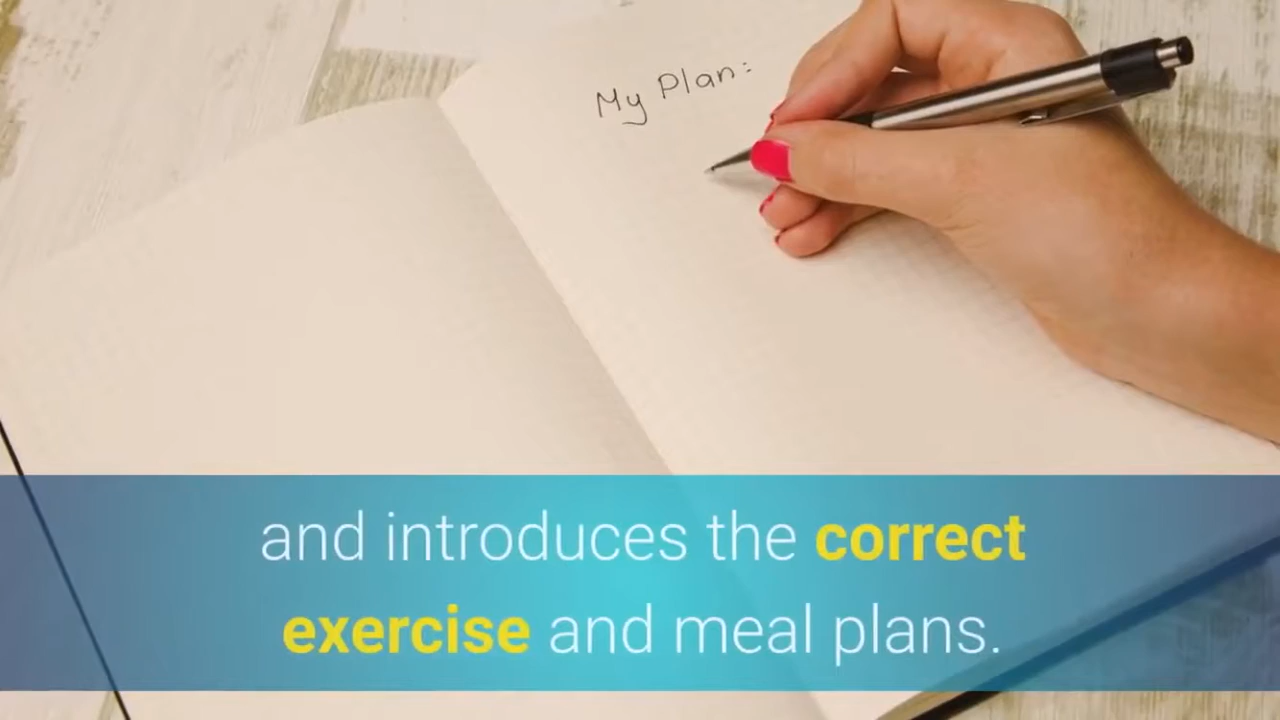 My Plan:
and introduces the correct
exercise and meal plans.